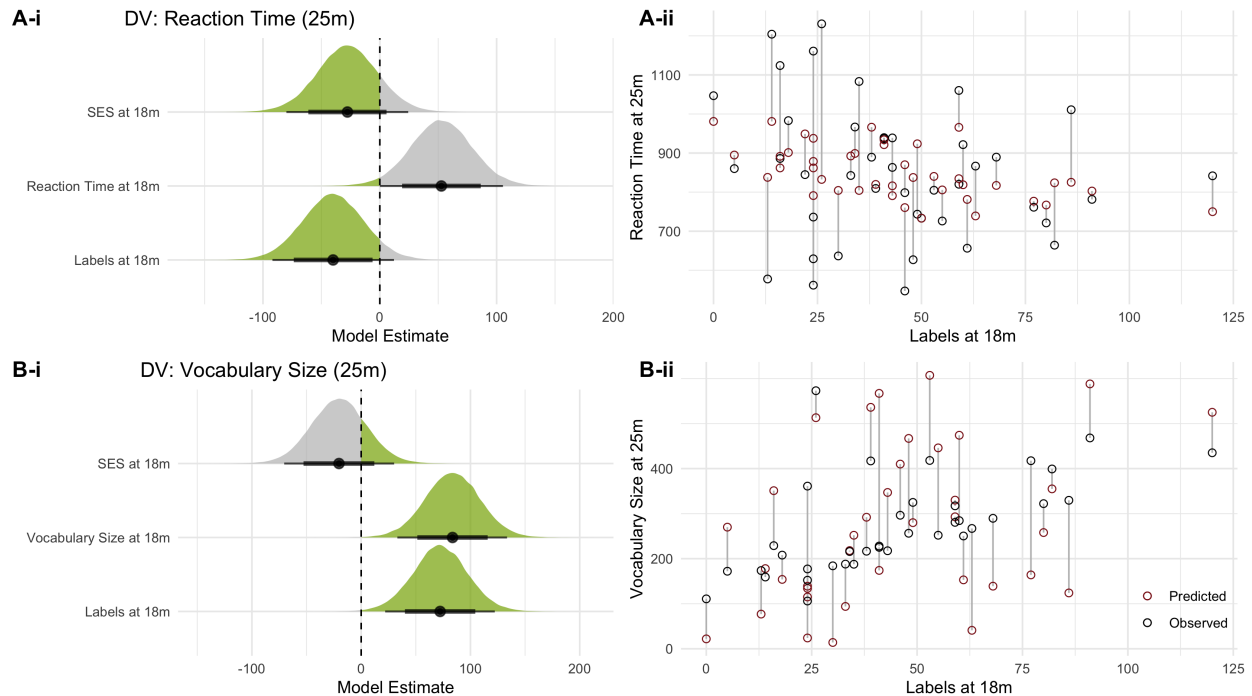 A-i
DV: Reaction Time (25m)
SES at 18m
Reaction Time at 18m
Labels at 18m
-100 0 100 200
Model Estimate
A-ii
Reaction Time at 25m
1100
900
700
0 25 50 75 100 125
Labels at 18m
B-i
DV: Vocabulary Size (25m)
SES at 18m
Vocabulary Size at 18m
Labels at 18m
-100 0 100 200
Model Estimate
B-ii
Vocabulary Size at 25m
400
200
0
Predicted
Observed
0 25 50 75 100 125
Labels at 18m